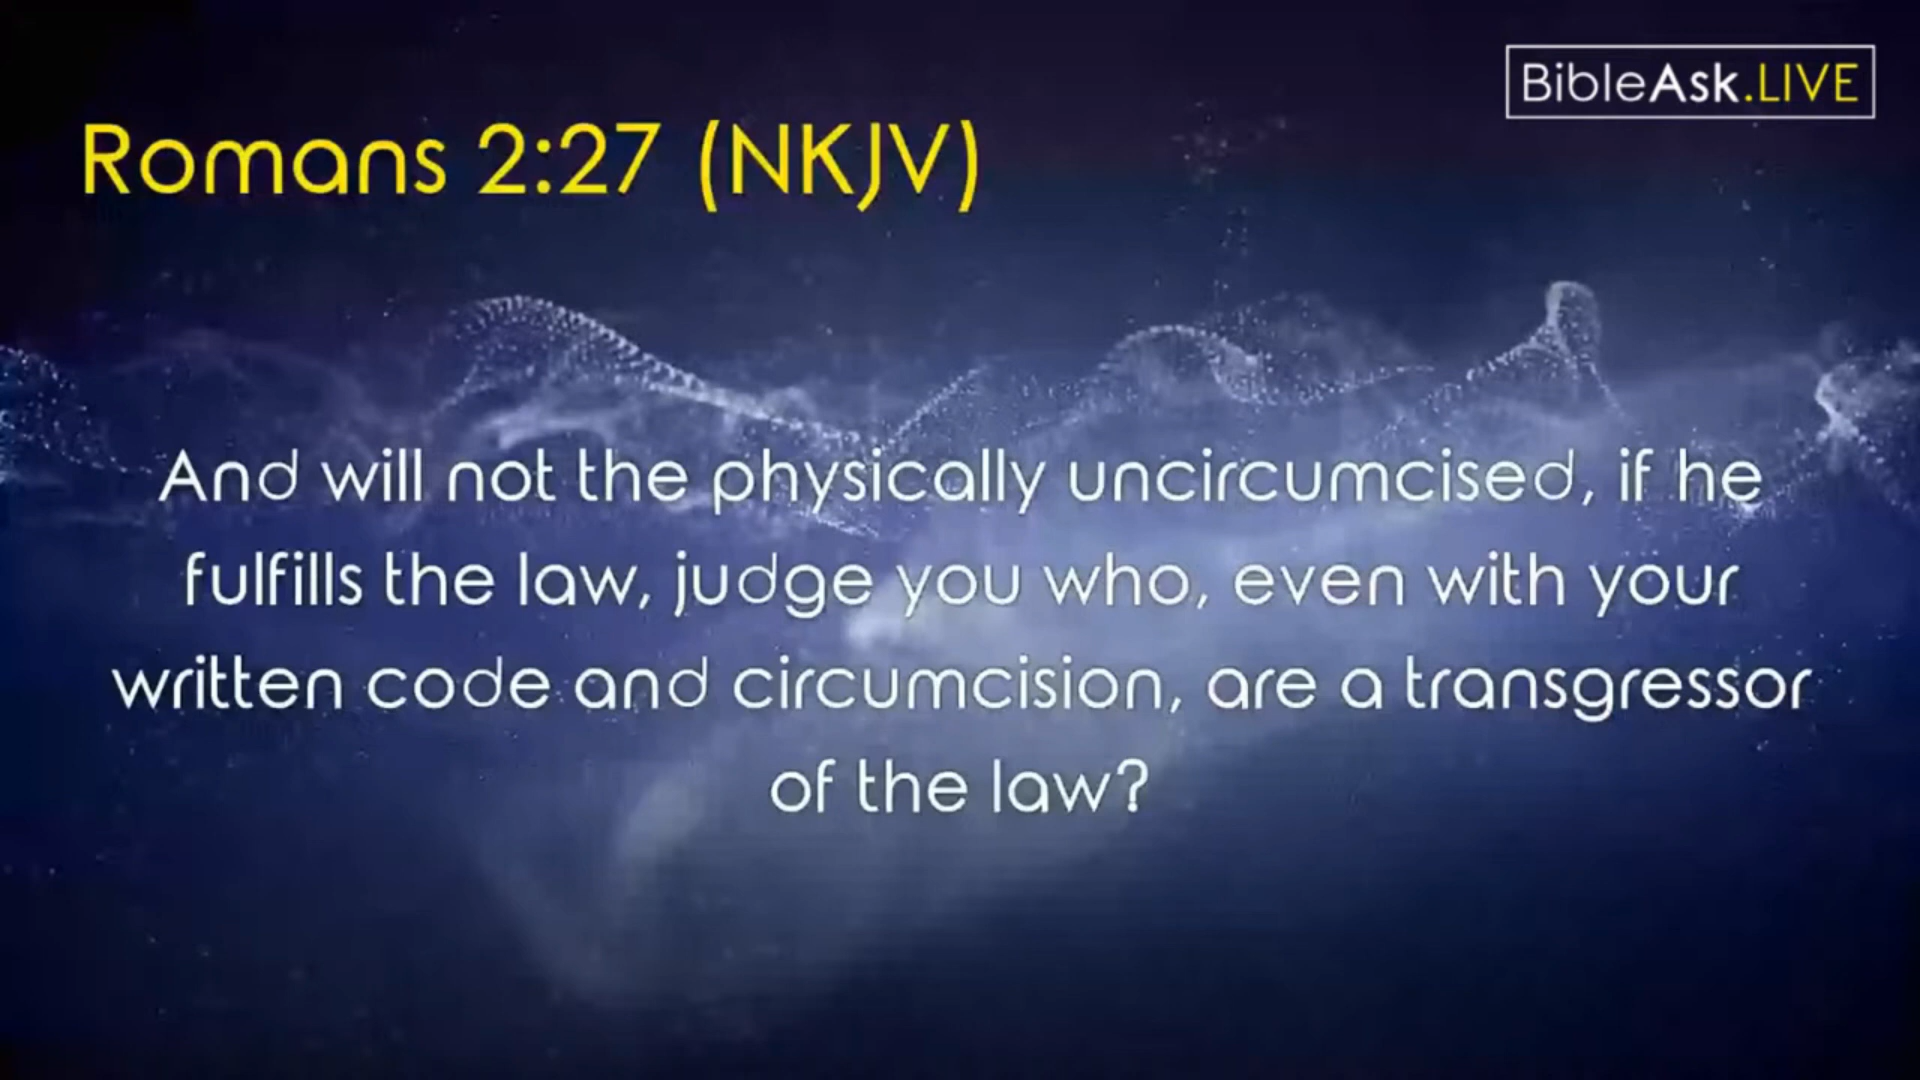 BibleAsk.LIVE
Romans 2:27 (NKJV)
And will not the physically uncircumcised, if he
fulfills the law, judge you who, even with your
written code and circumcision, are a transgressor
of the law?